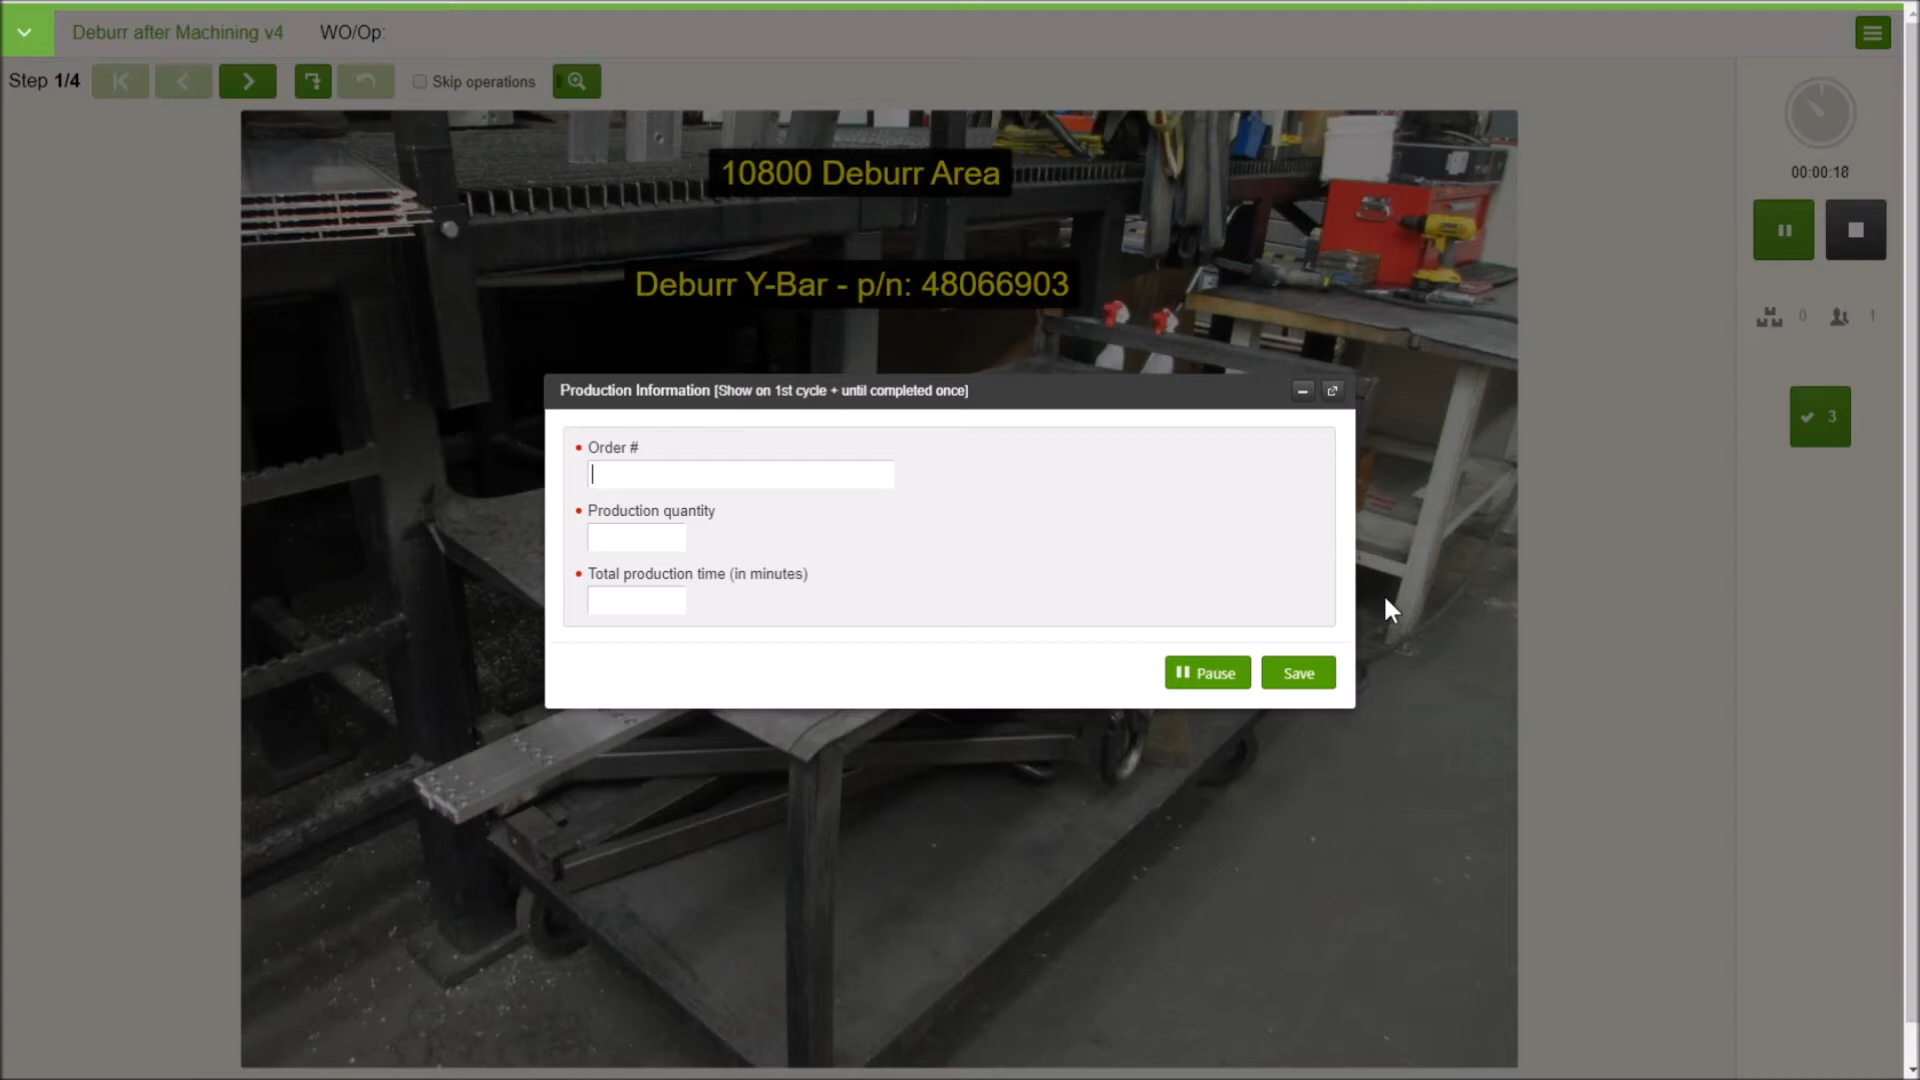 Deburr after Machining v4 WO/Op:
Step 1/4 Skip operations
10800 Deburr Area
00:00:18
Deburr Y-Bar - p/n: 48066903
0 1
Production Information [Show on 1st cycle + until completed once]
3
Order #
Production quantity
Total production time (in minutes)
Pause Save